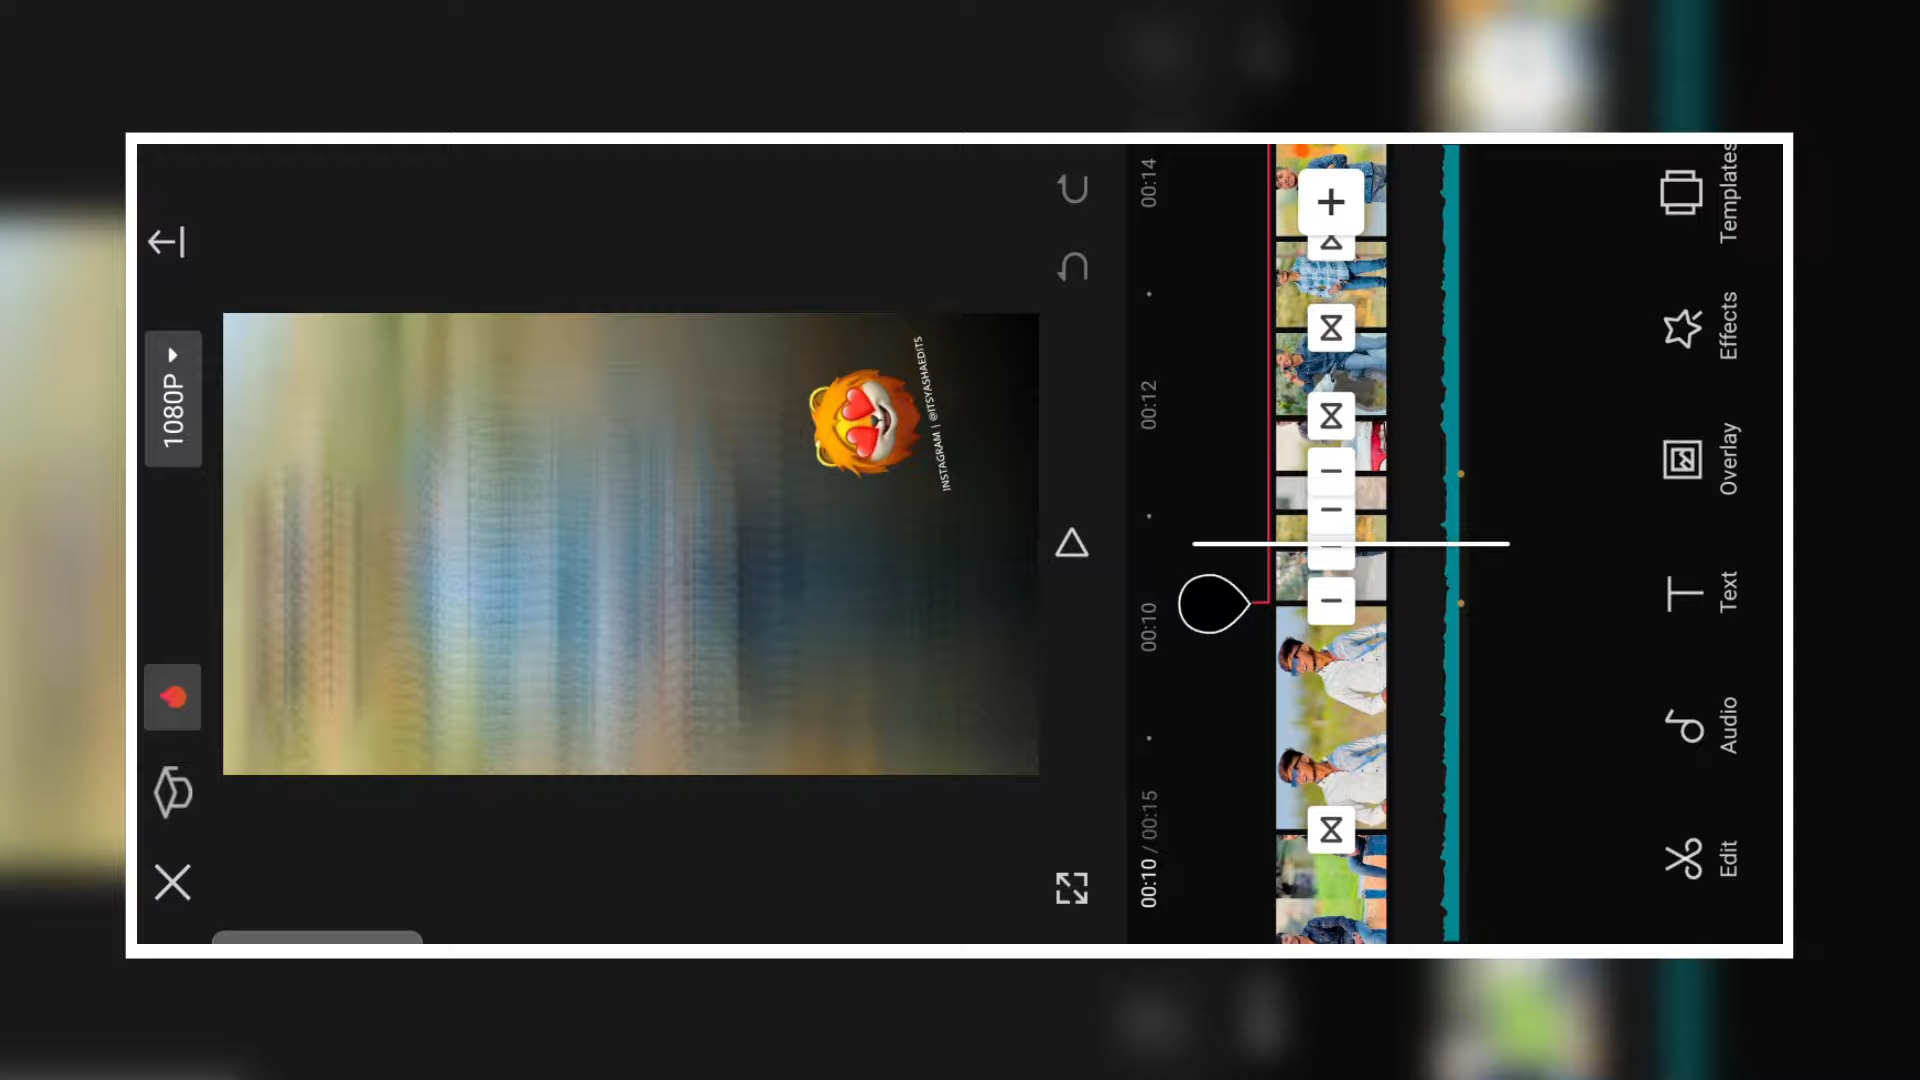 1080P
INSTAGRAM | @ITSYASHAEDITS
00:10 / 00:15
00:10
00:12
00:14
Edit
Audio
Text
Overlay
Effects
Templates